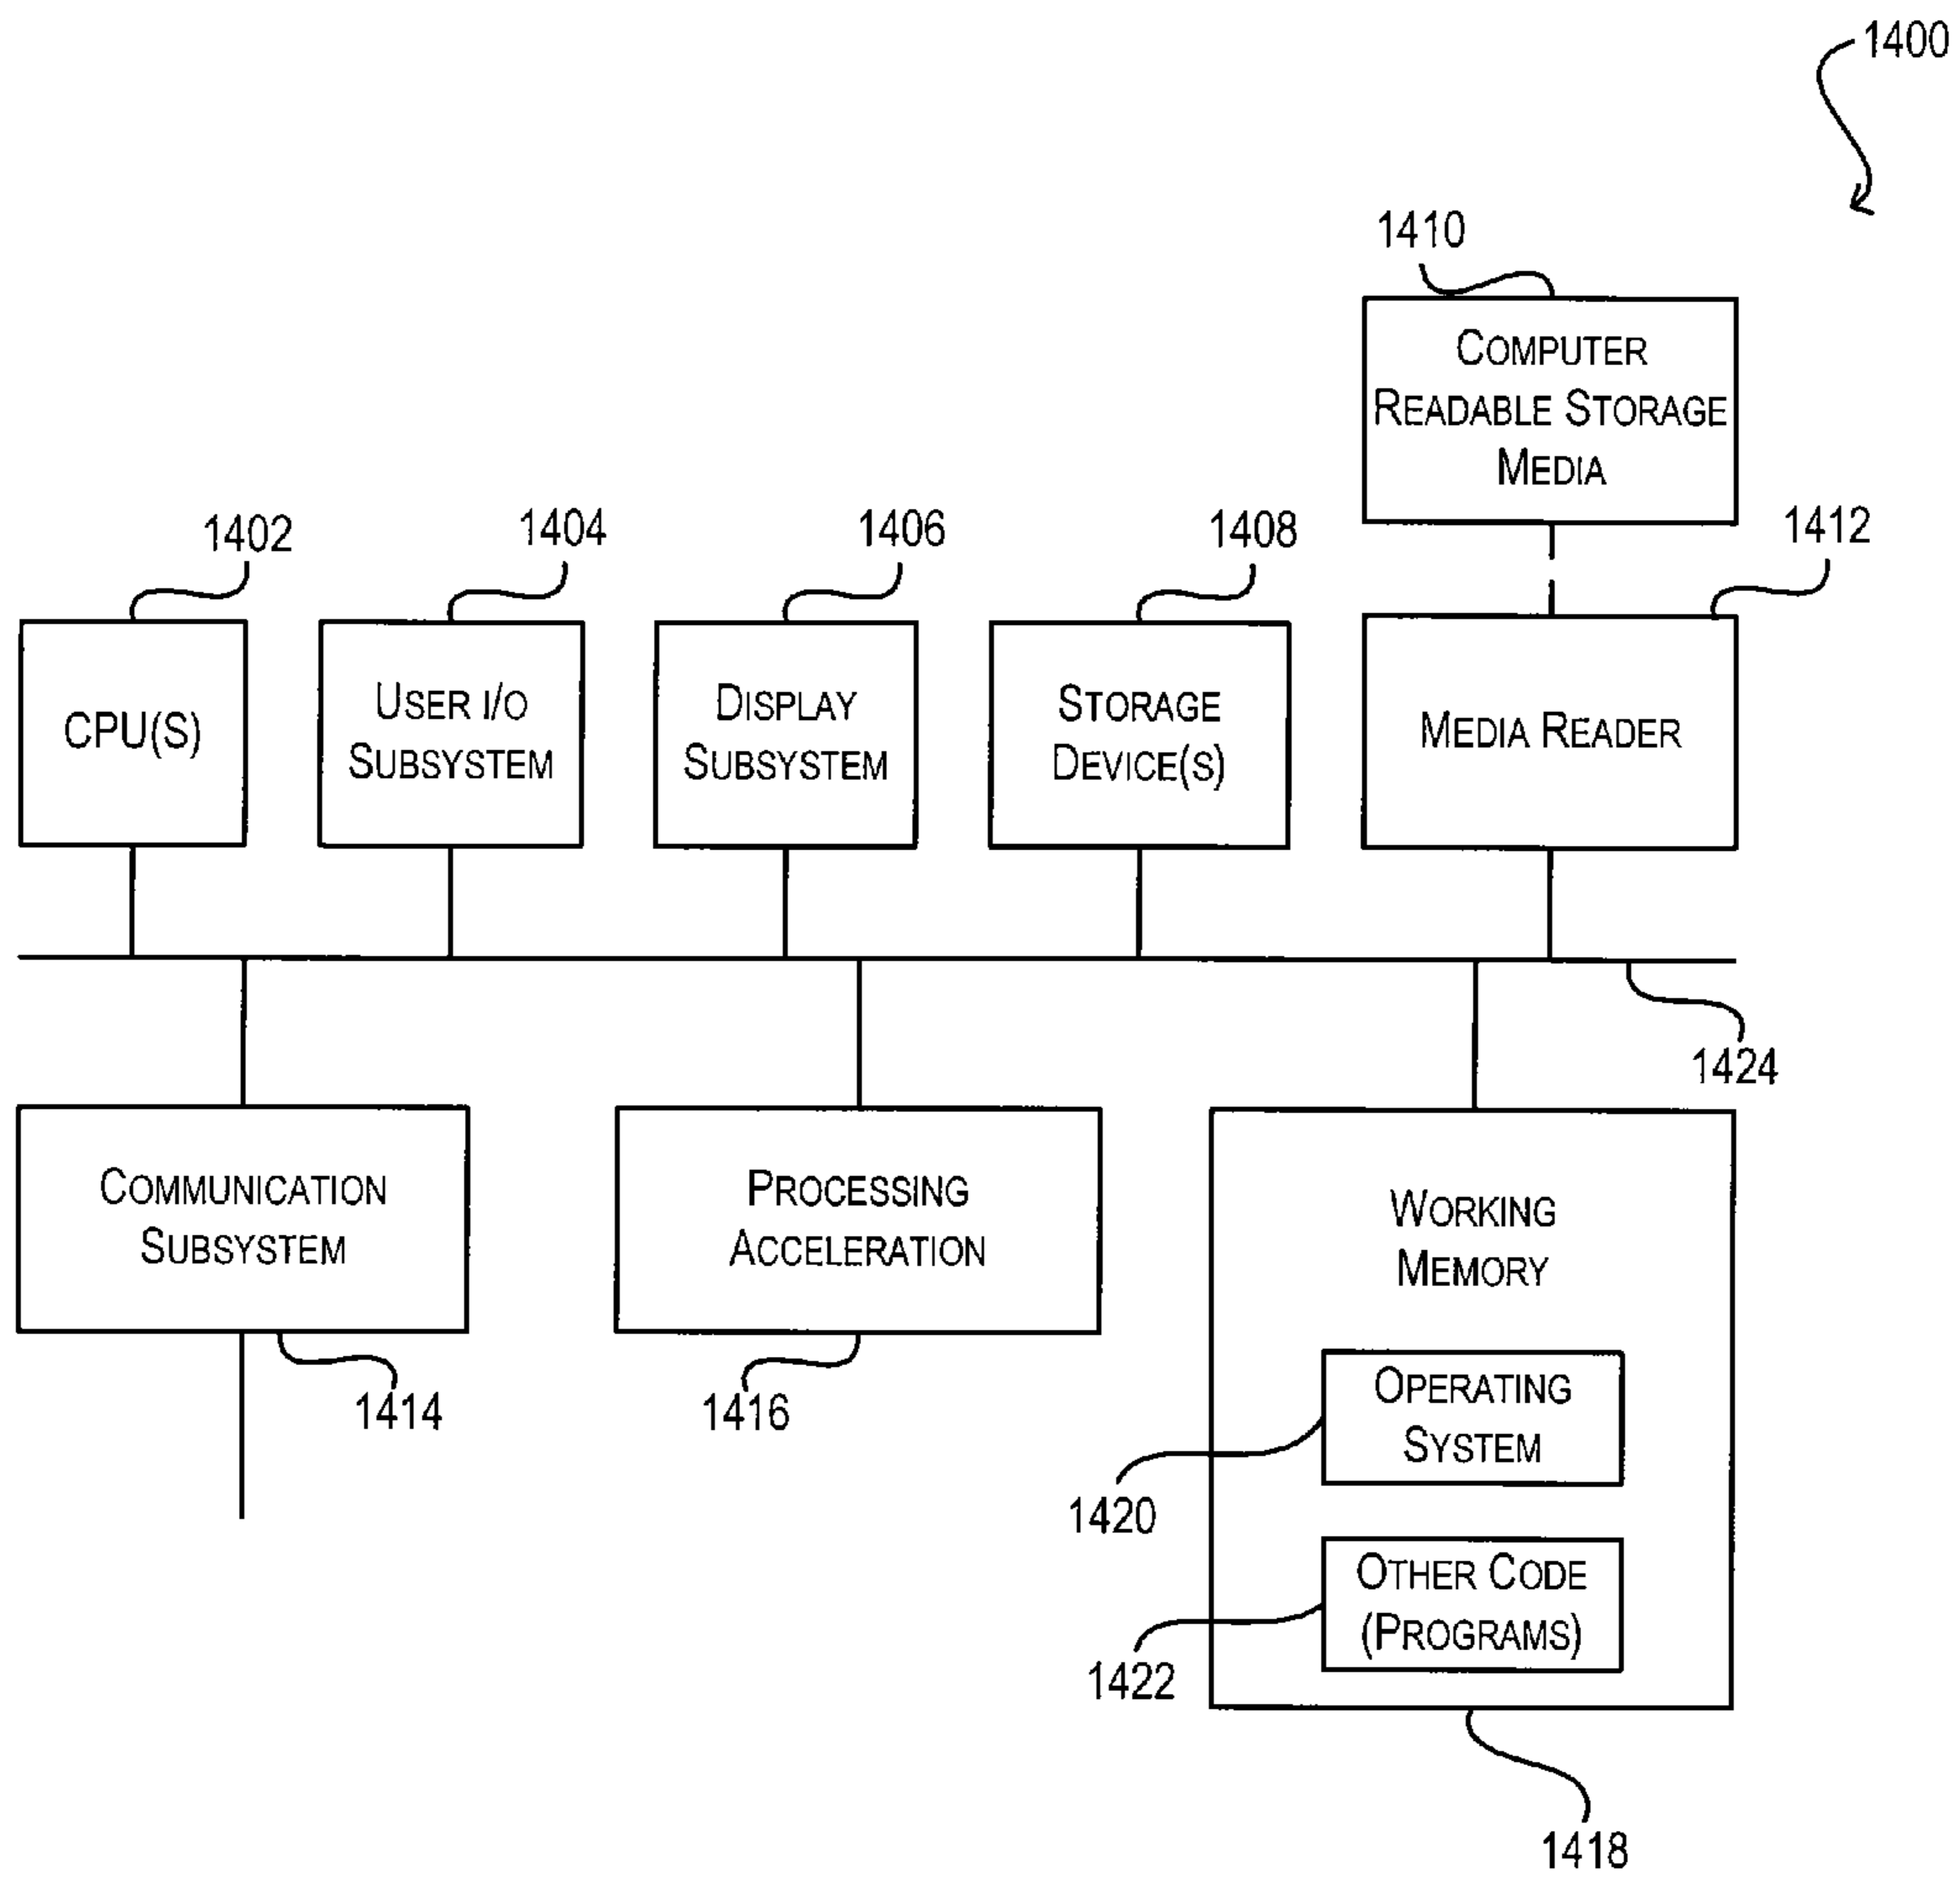 1400
1410
COMPUTER
READABLE STORAGE
MEDIA
1402
1404
1406
1408
1412
CPU(S)
USER I/O
SUBSYSTEM
DISPLAY
SUBSYSTEM
STORAGE
DEVICE(S)
MEDIA READER
1424
COMMUNICATION
SUBSYSTEM
1414
PROCESSING
ACCELERATION
1416
WORKING
MEMORY
OPERATING
SYSTEM
1420
OTHER CODE
(PROGRAMS)
1422
1418